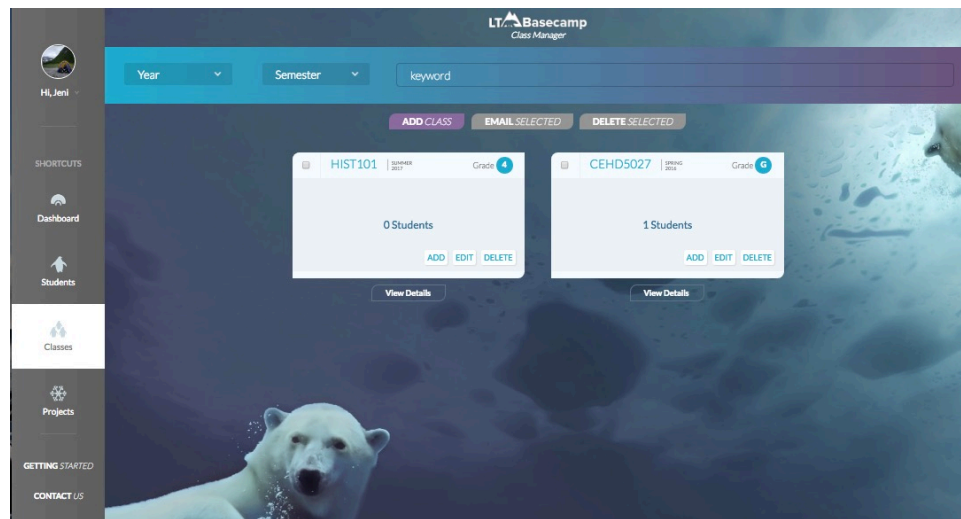 LT Basecamp
Class Manager
Hi, Jeni
Year
Semester
keyword
ADD CLASS
EMAIL SELECTED
DELETE SELECTED
SHORTCUTS
Dashboard
Students
Classes
Projects
GETTING STARTED
CONTACT US
HIST101
SUMMER
2017
Grade 4
0 Students
ADD EDIT DELETE
View Details
CEHD5027
SPRING
2016
Grade G
1 Students
ADD EDIT DELETE
View Details